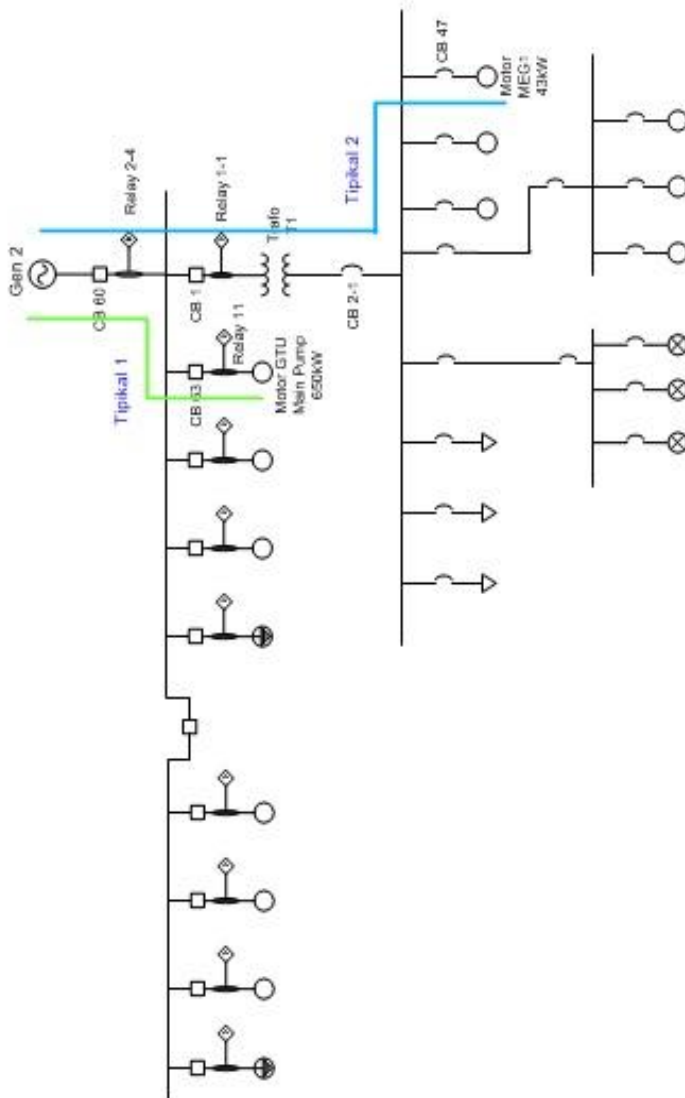 Gen 2
CB 60
Relay 2-4
Tipikal 1
CB 1
Relay 1-1
Trafo
T1
Tipikal 2
CB 63
Relay 11
Motor GTU
Main Pump
650kW
CB 2-1
CB 47
Motor
MEG1
43kW